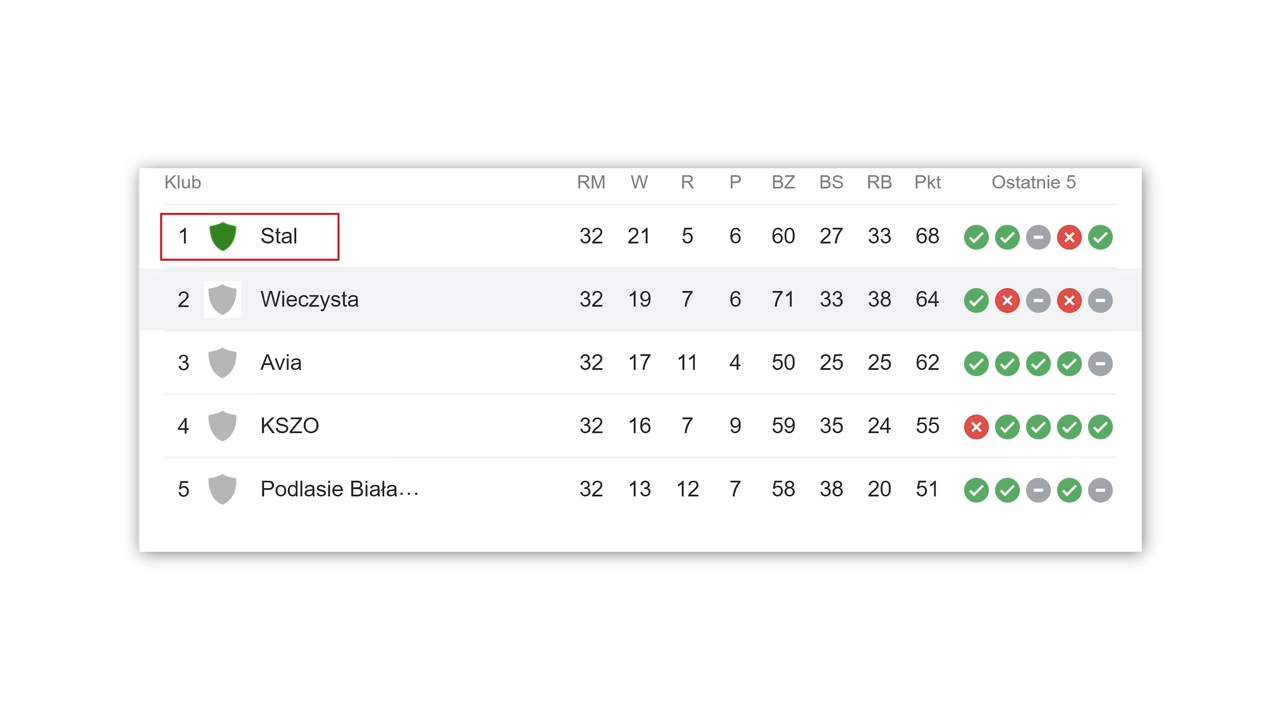 Klub RM W R P BZ BS RB Pkt Ostatnie 5
1 Stal 32 21 5 6 60 27 33 68
2 Wieczysta 32 19 7 6 71 33 38 64
3 Avia 32 17 11 4 50 25 25 62
4 KSZO 32 16 7 9 59 35 24 55
5 Podlasie Biała... 32 13 12 7 58 38 20 51